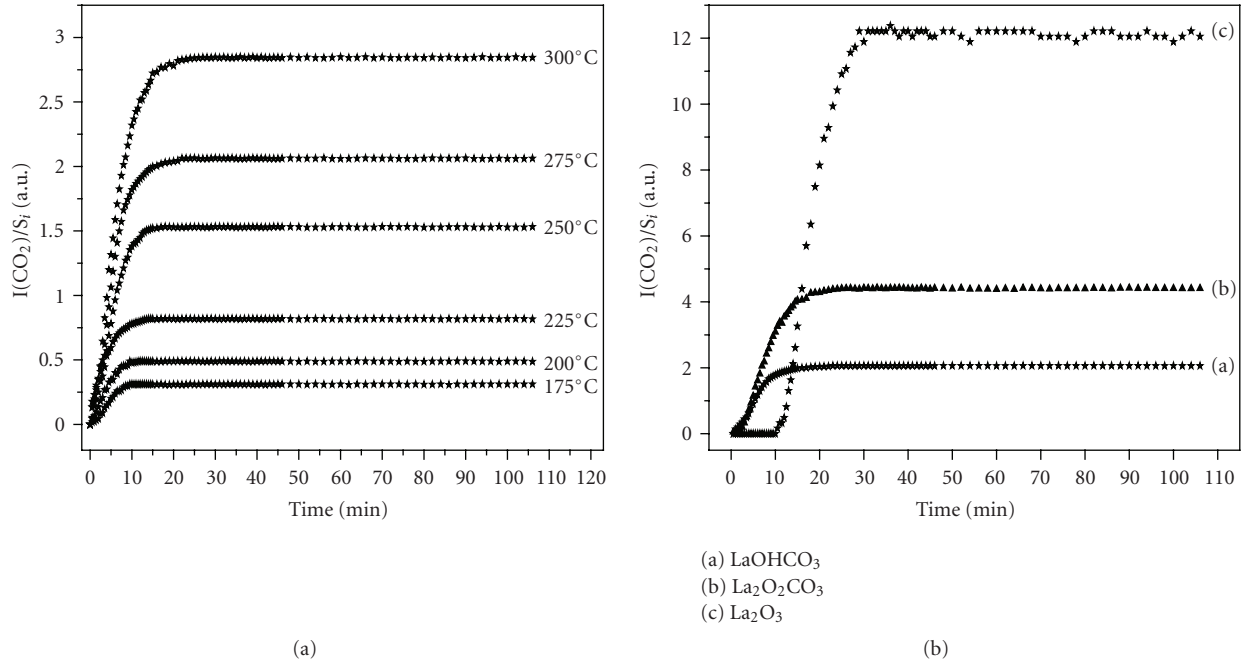 3
2.5
2
1.5
1
0.5
0
I(CO₂)/Sᵢ (a.u.)
300°C
275°C
250°C
225°C
200°C
175°C
0 10 20 30 40 50 60 70 80 90 100 110 120
Time (min)
(a)
12
10
8
6
4
2
0
I(CO₂)/Sᵢ (a.u.)
(c)
(b)
(a)
0 10 20 30 40 50 60 70 80 90 100 110
Time (min)
(a) LaOHCO₃
(b) La₂O₂CO₃
(c) La₂O₃
(b)